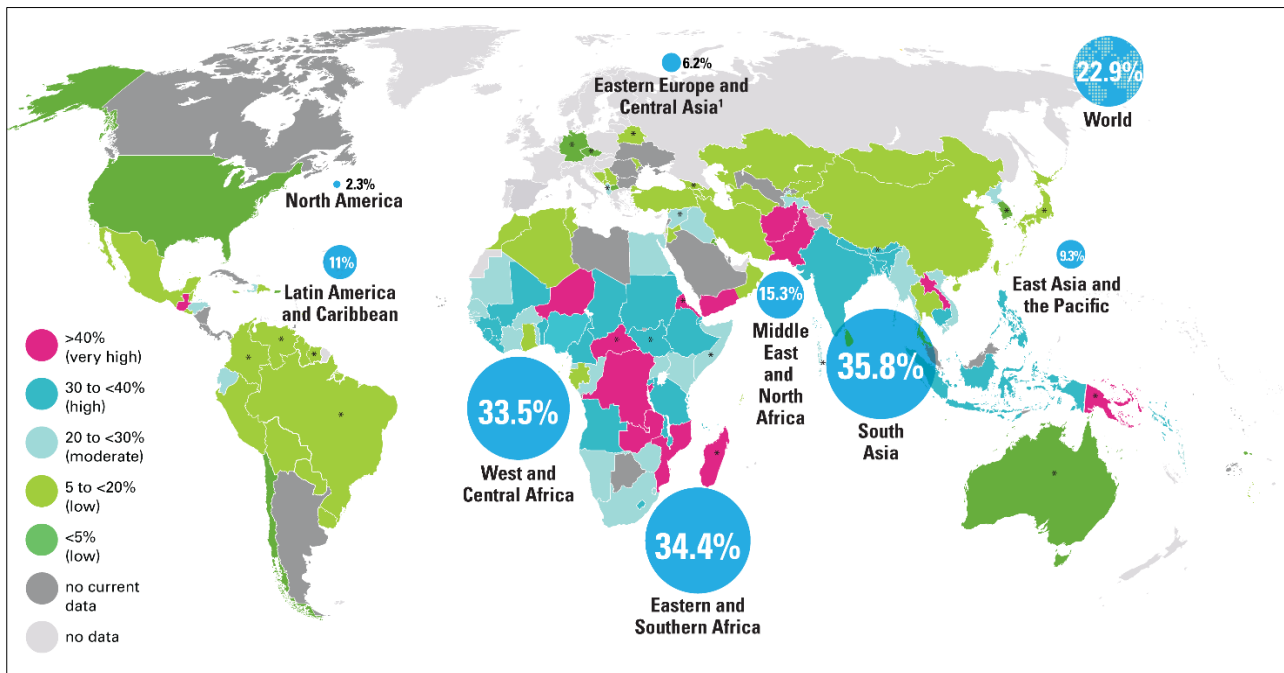 6.2%
Eastern Europe and
Central Asia¹
22.9%
World
2.3%
North America
11%
Latin America
and Caribbean
9.3%
East Asia and
the Pacific
15.3%
Middle
East
and
North
Africa
35.8%
South
Asia
33.5%
West and
Central Africa
34.4%
Eastern and
Southern Africa
>40%
(very high)
30 to <40%
(high)
20 to <30%
(moderate)
5 to <20%
(low)
<5%
(low)
no current
data
no data